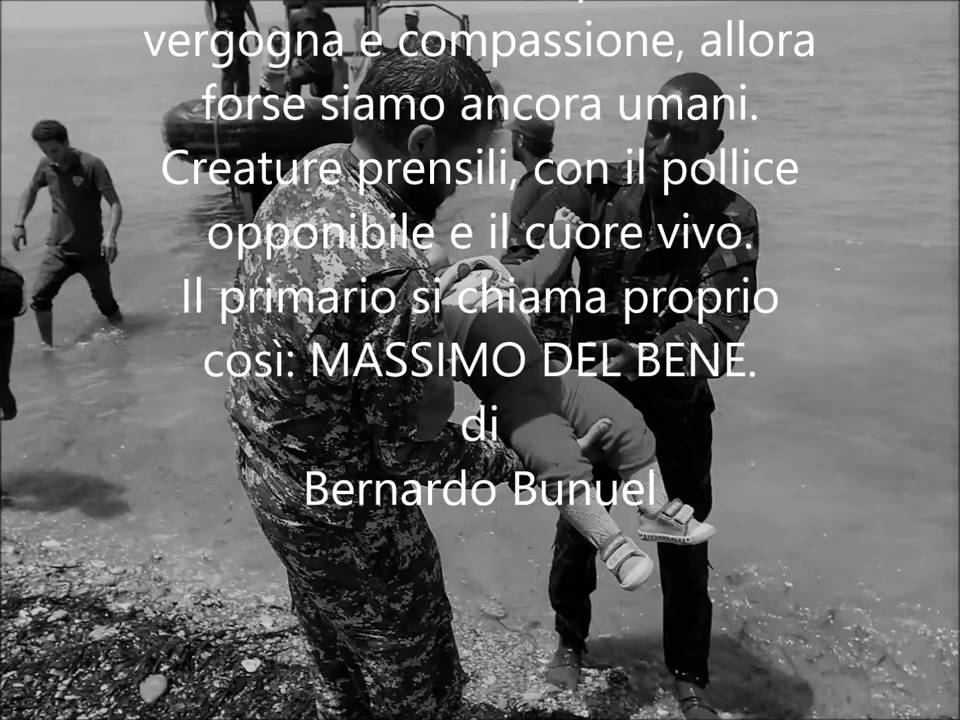 vergogna e compassione, allora
forse siamo ancora umani.
Creature prensili, con il pollice
opponibile e il cuore vivo.
Il primario si chiama proprio
così: MASSIMO DEL BENE.
di
Bernardo Bunuel